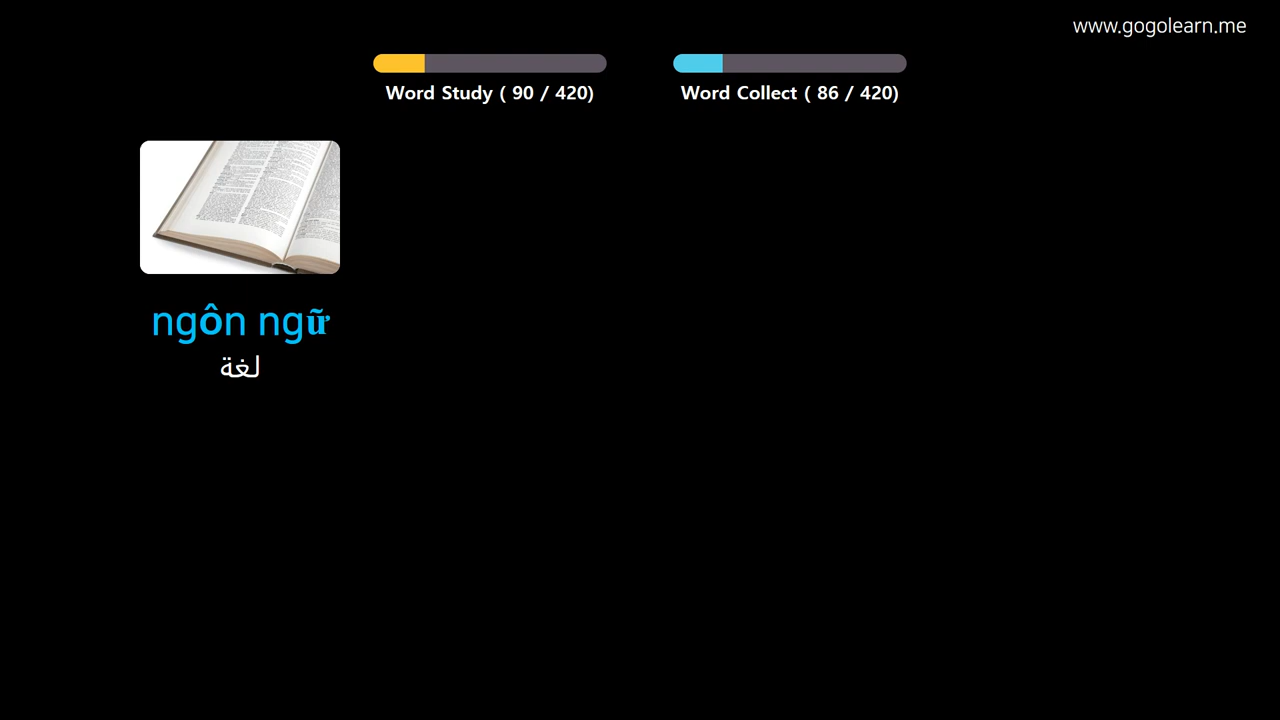 www.gogolearn.me
Word Study ( 90 / 420)
Word Collect ( 86 / 420)
ngôn ngữ
لغة